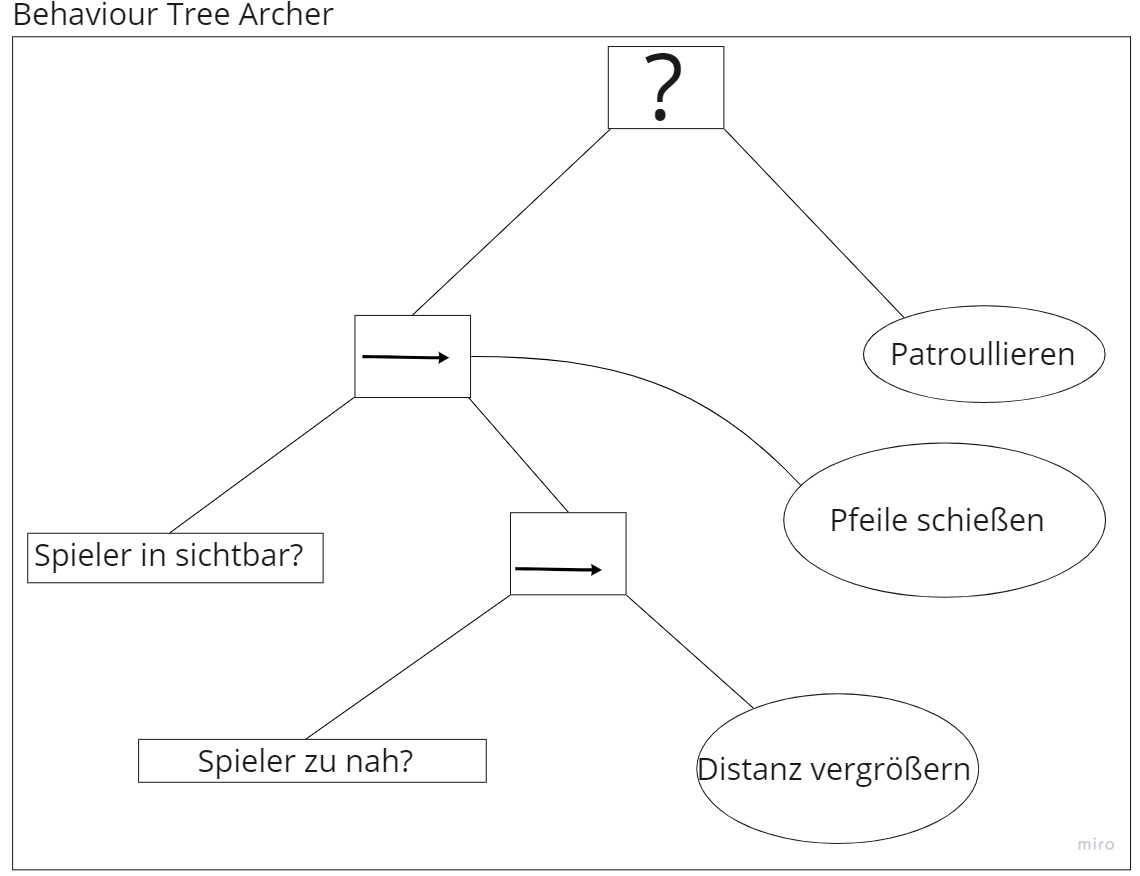 Behaviour Tree Archer
?
Patroullieren
Pfeile schießen
Spieler in sichtbar?
Spieler zu nah?
Distanz vergrößern
miro